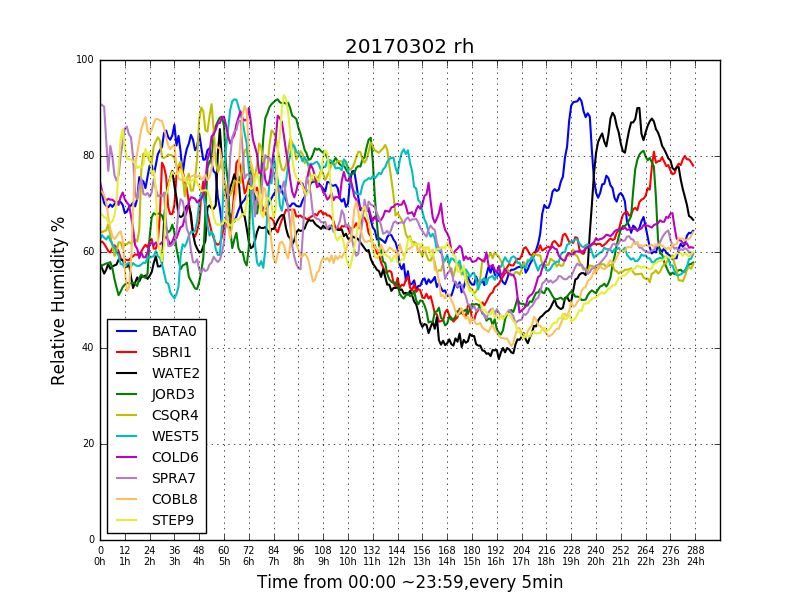 20170302 rh
100
80
60
40
20
0
Relative Humidity %
BATA0
SBRI1
WATE2
JORD3
CSQR4
WEST5
COLD6
SPRA7
COBL8
STEP9
0 12 24 36 48 60 72 84 96 108 120 132 144 156 168 180 192 204 216 228 240 252 264 276 288
0h 1h 2h 3h 4h 5h 6h 7h 8h 9h 10h 11h 12h 13h 14h 15h 16h 17h 18h 19h 20h 21h 22h 23h 24h
Time from 00:00 ~23:59,every 5min